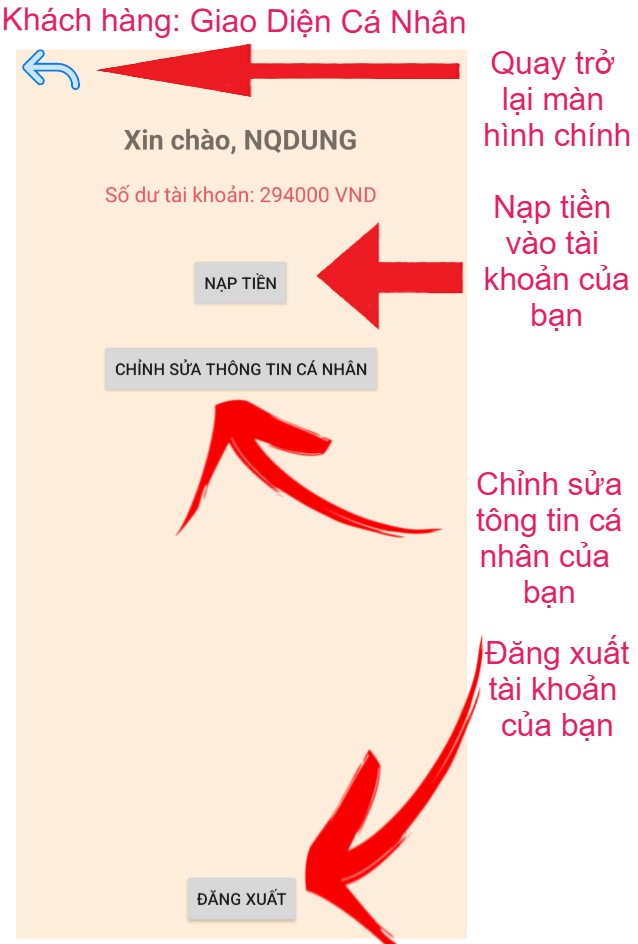 Khách hàng: Giao Diện Cá Nhân
Quay trở
lại màn
hình chính
Xin chào, NQDUNG
Số dư tài khoản: 294000 VND
Nạp tiền
vào tài
khoản của
bạn
NẠP TIỀN
CHỈNH SỬA THÔNG TIN CÁ NHÂN
Chỉnh sửa
tông tin cá
nhân của
bạn
Đăng xuất
tài khoản
của bạn
ĐĂNG XUẤT